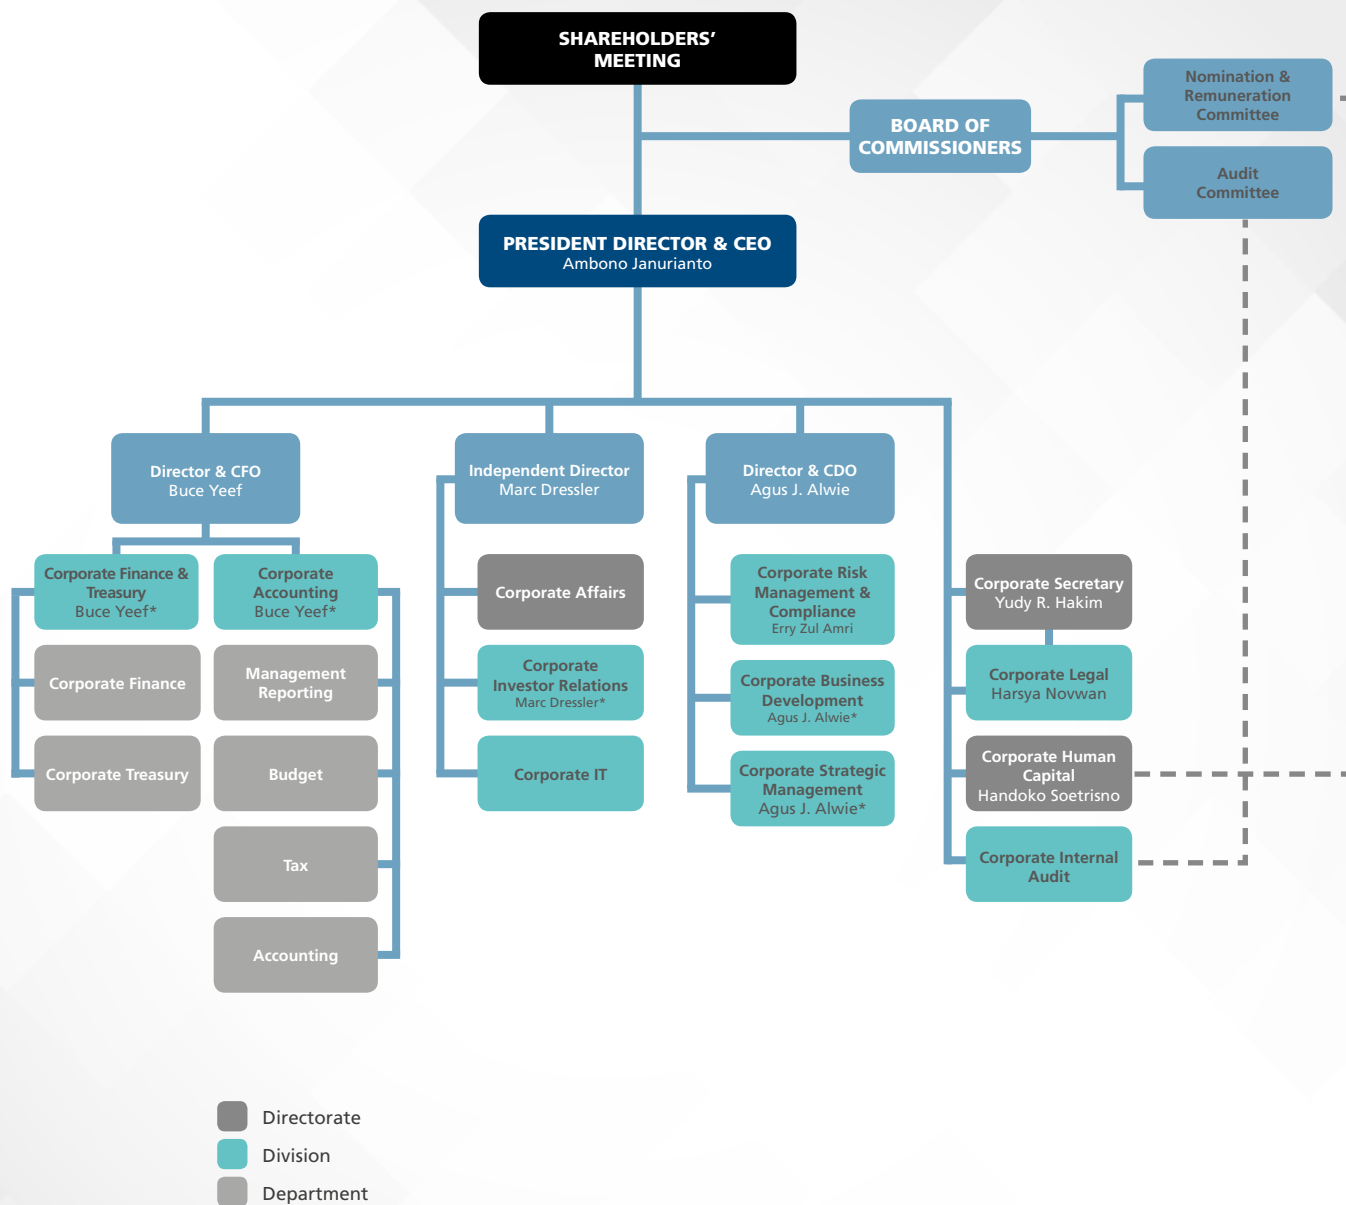 SHAREHOLDERS'
MEETING
Nomination &
Remuneration
Committee
BOARD OF
COMMISSIONERS
Audit
Committee
PRESIDENT DIRECTOR & CEO
Ambono Janurianto
Director & CFO
Buce Yeef
Independent Director
Marc Dressler
Director & CDO
Agus J. Alwie
Corporate Finance &
Treasury
Buce Yeef*
Corporate
Accounting
Buce Yeef*
Corporate Affairs
Corporate Risk
Management &
Compliance
Erry Zul Amri
Corporate Secretary
Yudy R. Hakim
Corporate Finance
Management
Reporting
Corporate
Investor Relations
Marc Dressler*
Corporate Business
Development
Agus J. Alwie*
Corporate Legal
Harsya Novwan
Corporate Treasury
Budget
Corporate IT
Corporate Strategic
Management
Agus J. Alwie*
Corporate Human
Capital
Handoko Soetrisno
Tax
Corporate Internal
Audit
Accounting
Directorate
Division
Department